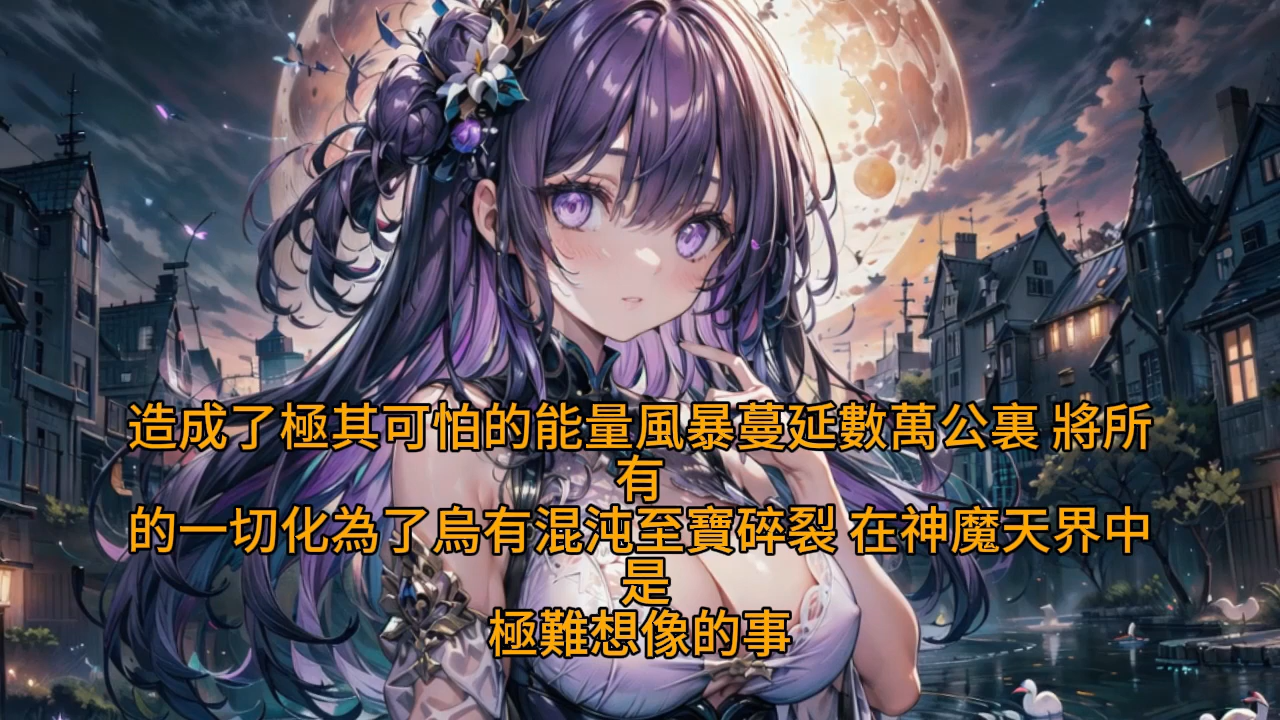 造成了極其可怕的能量風暴蔓延數萬公裏 將所
有
的一切化為了烏有混沌至寶碎裂 在神魔天界中
是
極難想像的事